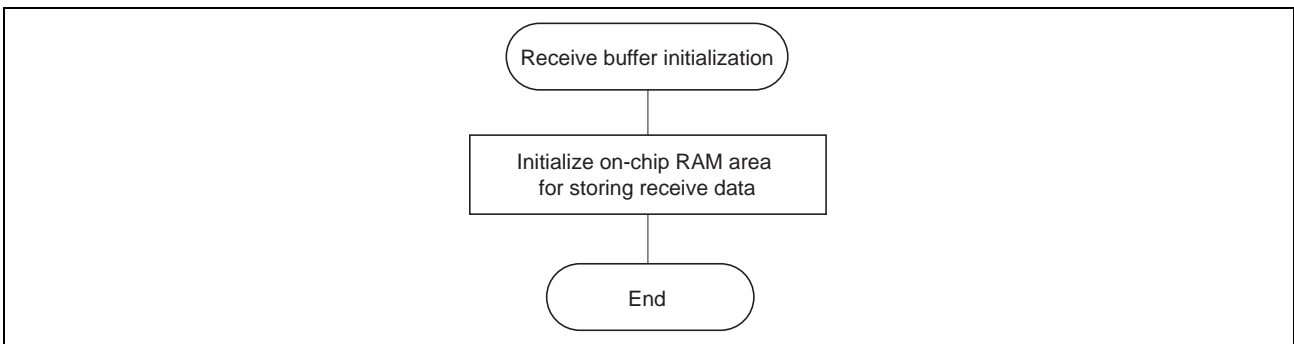 Receive buffer initialization
Initialize on-chip RAM area
for storing receive data
End